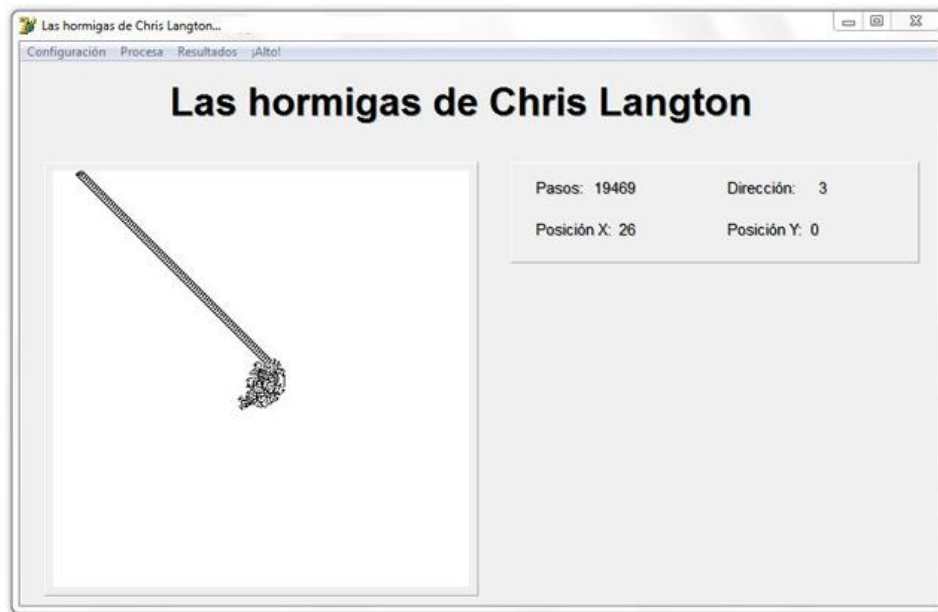 Las hormigas de Chris Langton...
Configuración Procesa Resultados ¡Alto!
Las hormigas de Chris Langton
Pasos: 19469 Dirección: 3
Posición X: 26 Posición Y: 0